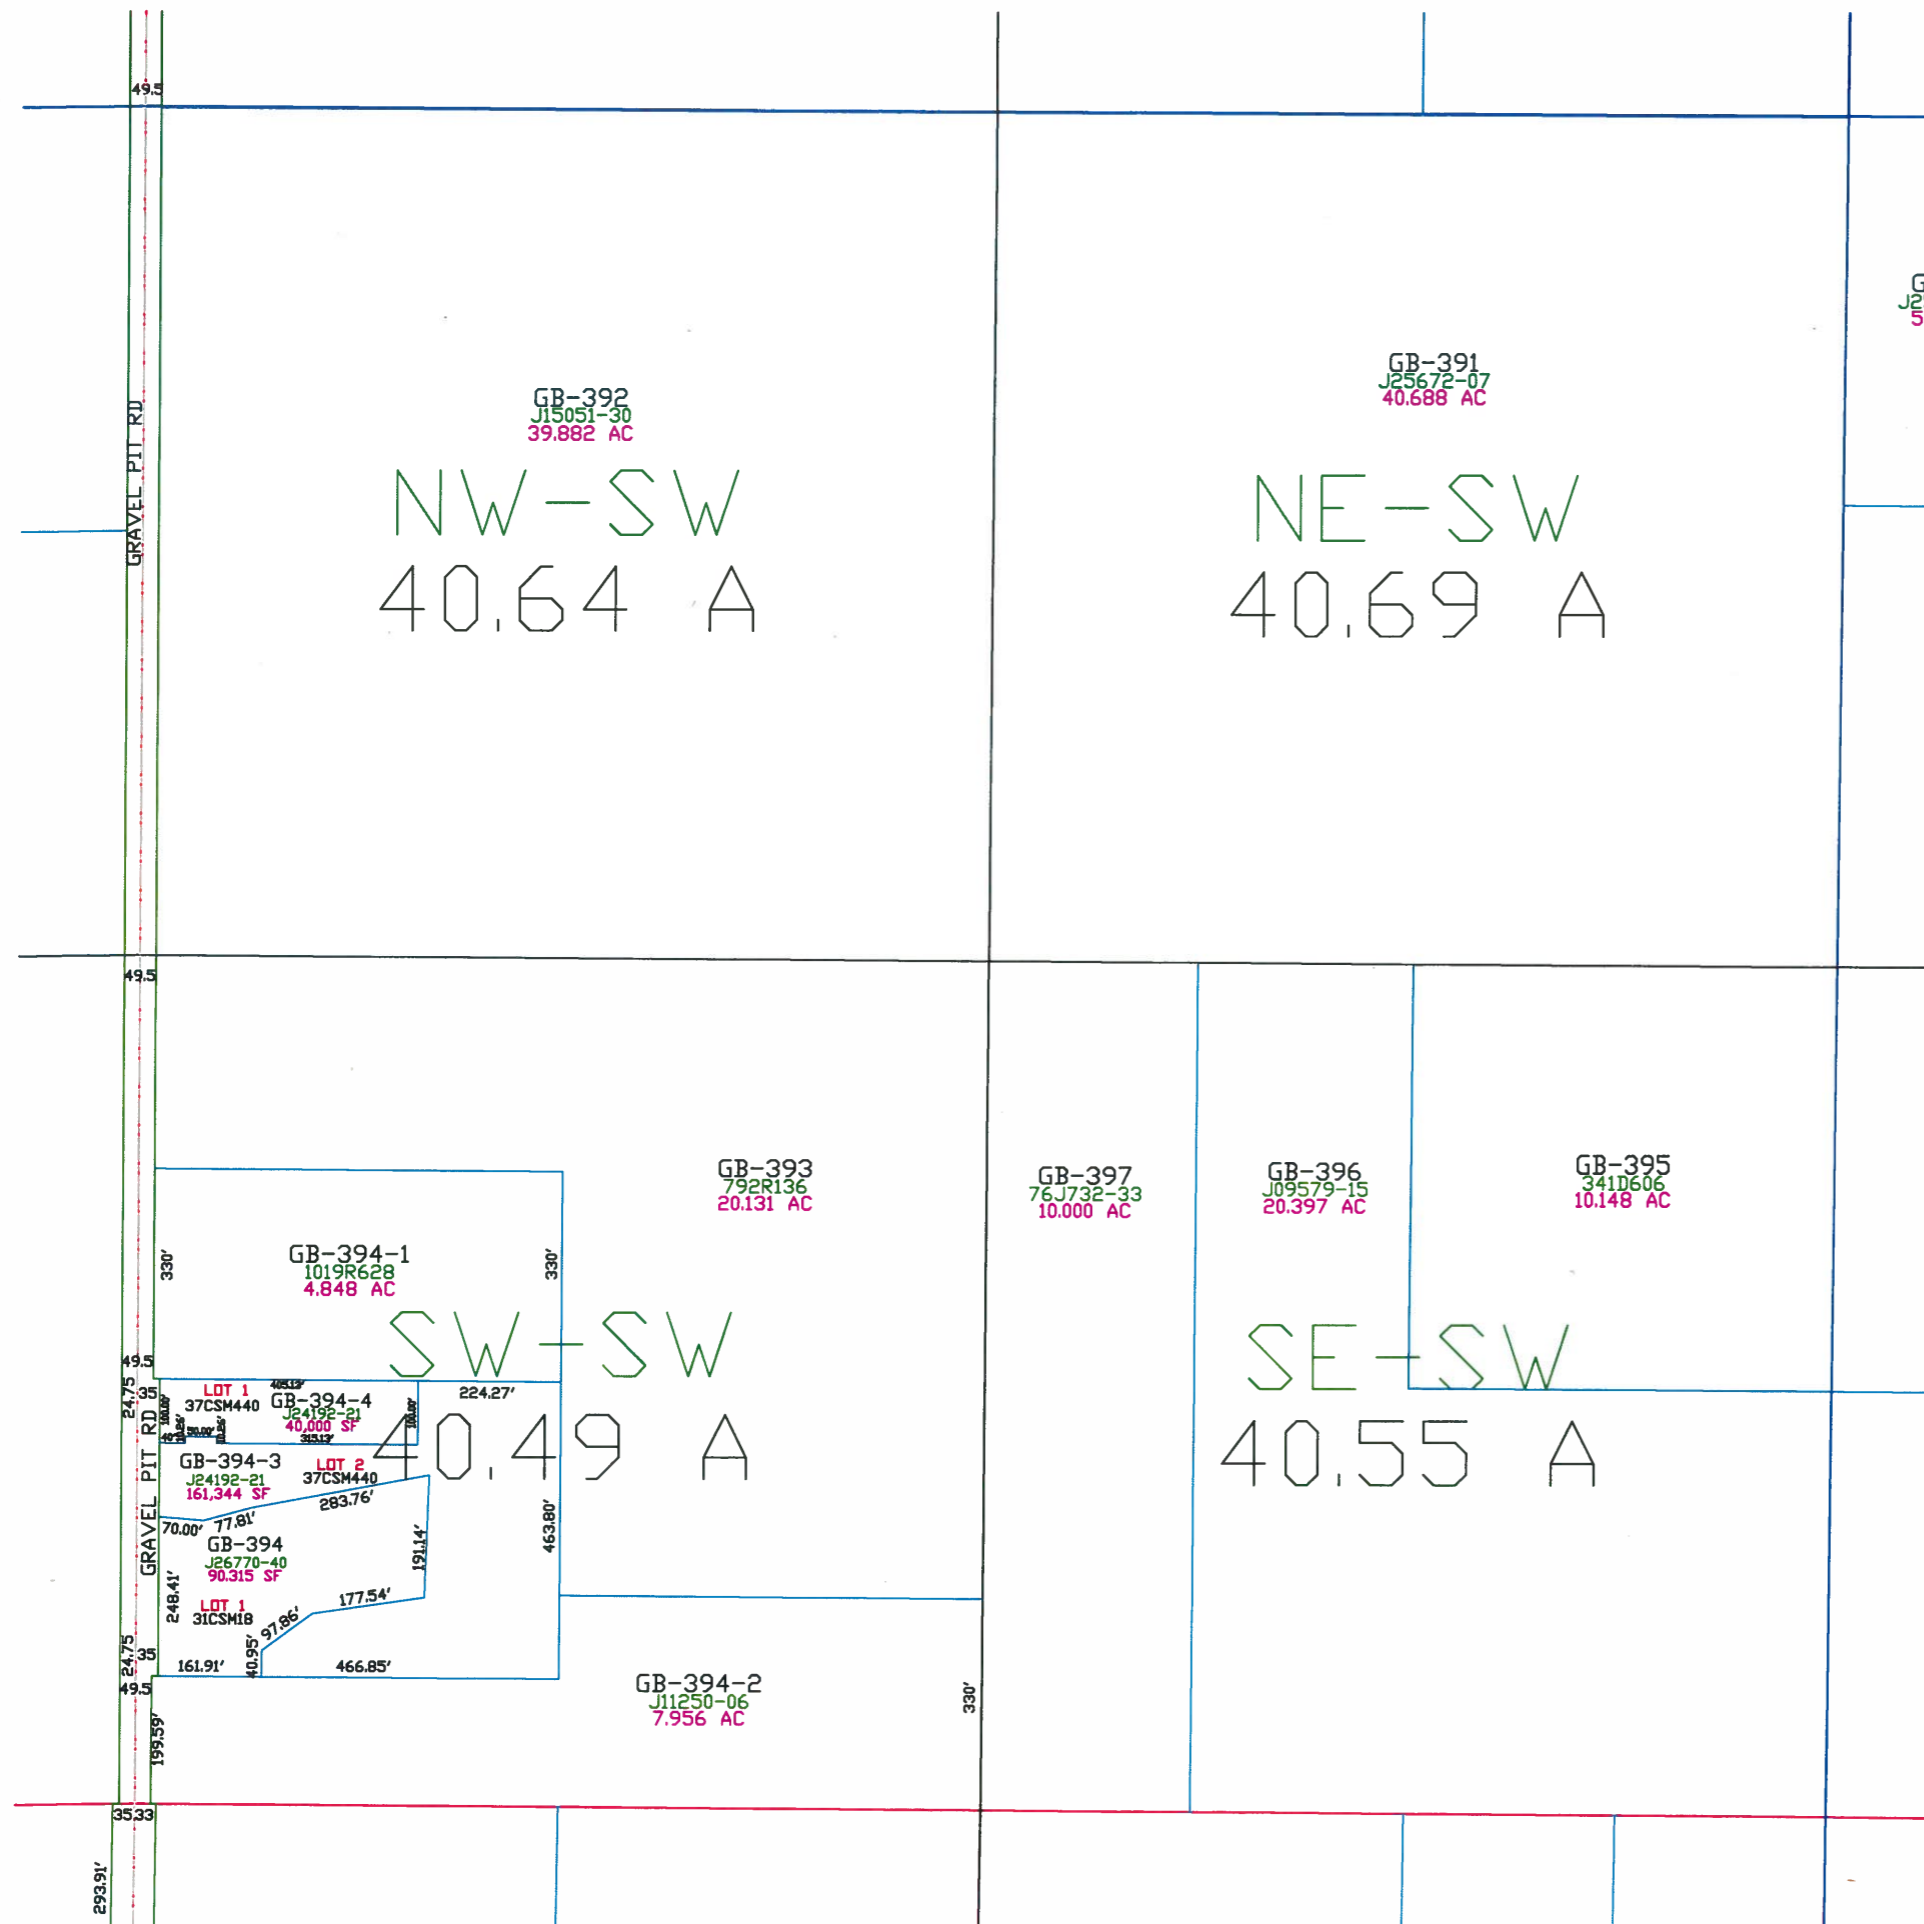 49.5
GRAVEL PIT RD
GB-392
J15051-30
39.882 AC
NW-SW
40.64 A
GB-391
J25672-07
40.688 AC
NE-SW
40.69 A
G
J2
5
49.5
GB-393
792R136
20.131 AC
GB-397
76J732-33
10.000 AC
GB-396
J09579-15
20.397 AC
GB-395
341D606
10.148 AC
330'
GB-394-1
1019R628
4.848 AC
330'
SW-SW
40.49 A
SE-SW
40.55 A
49.5
24.75
35
LOT 1
37CSM440
GB-394-4
J24192-21
40,000 SF
224.27'
100.00'
100.00'
315.13'
GRAVEL PIT RD
GB-394-3
J24192-21
161,344 SF
LOT 2
37CSM440
283.76'
70.00'
77.81'
GB-394
J26770-40
90.315 SF
191.14'
463.80'
248.41'
LOT 1
31CSM18
177.54'
97.86'
40.95'
24.75
35
161.91'
466.85'
49.5
GB-394-2
J11250-06
7.956 AC
330'
199.59'
35.33
293.91'